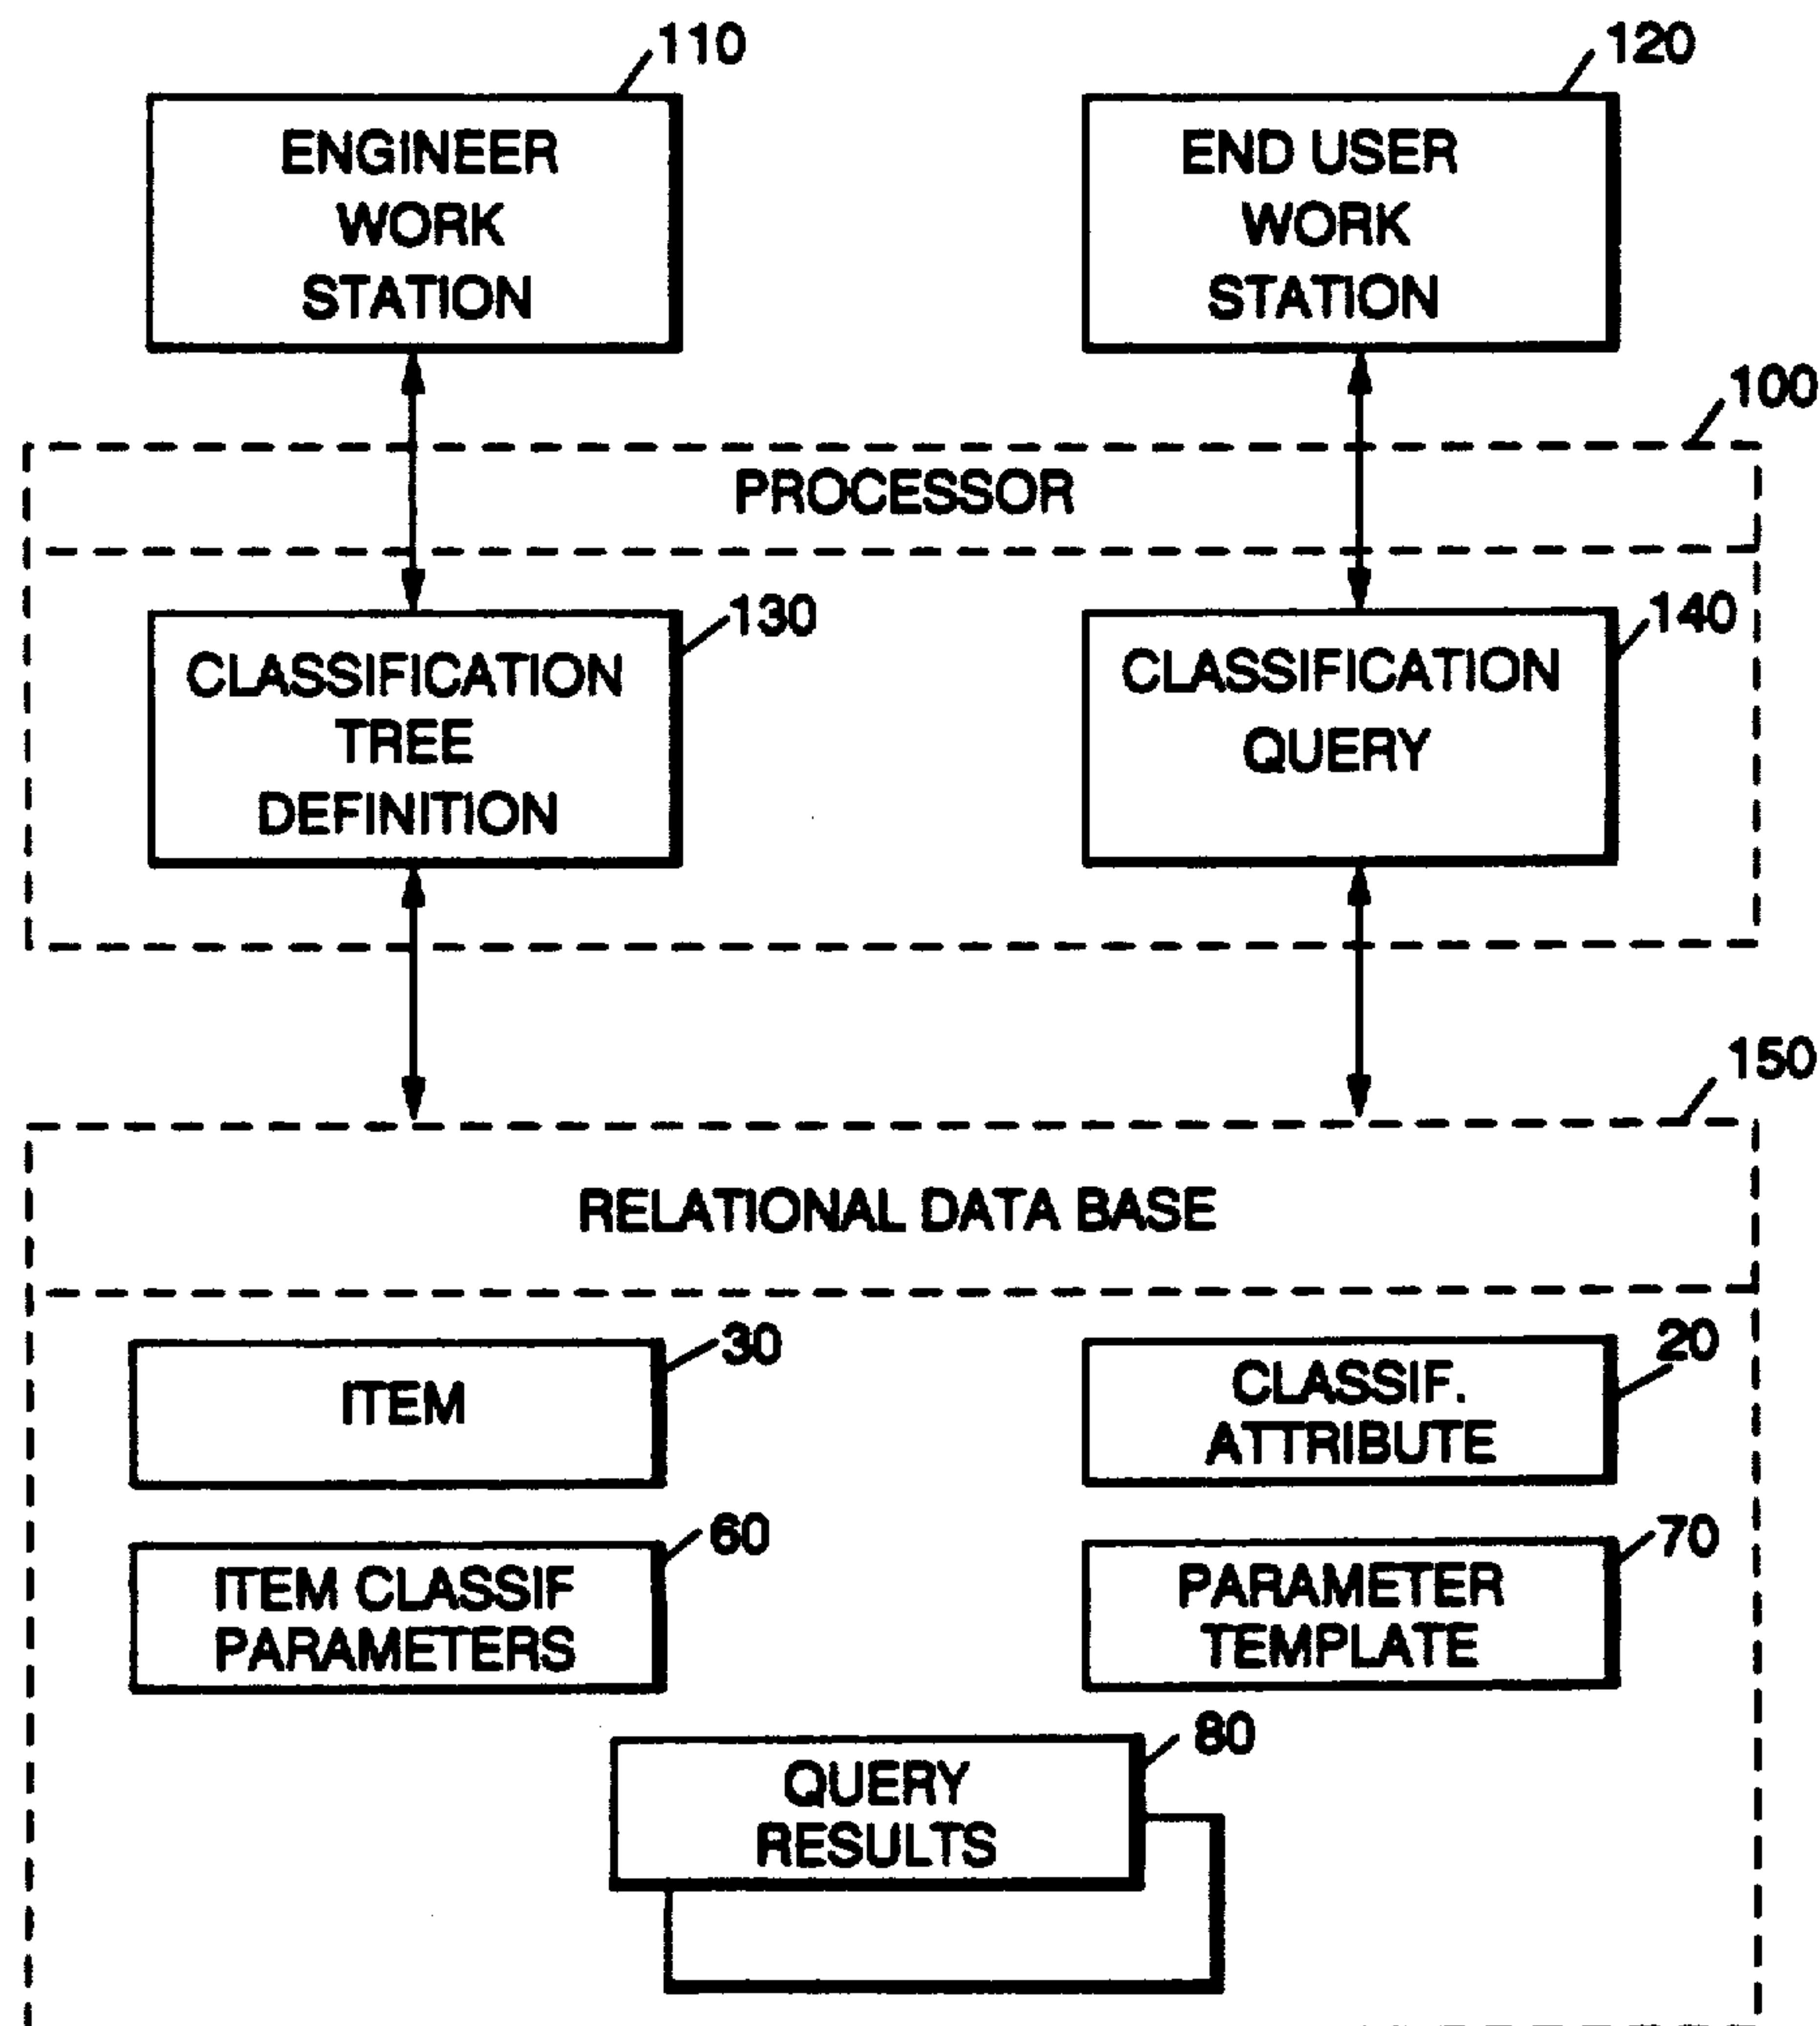 110
120
ENGINEER
WORK
STATION
END USER
WORK
STATION
100
PROCESSOR
130
140
CLASSIFICATION
TREE
DEFINITION
CLASSIFICATION
QUERY
150
RELATIONAL DATA BASE
30
20
ITEM
CLASSIF.
ATTRIBUTE
60
70
ITEM CLASSIF
PARAMETERS
PARAMETER
TEMPLATE
80
QUERY
RESULTS